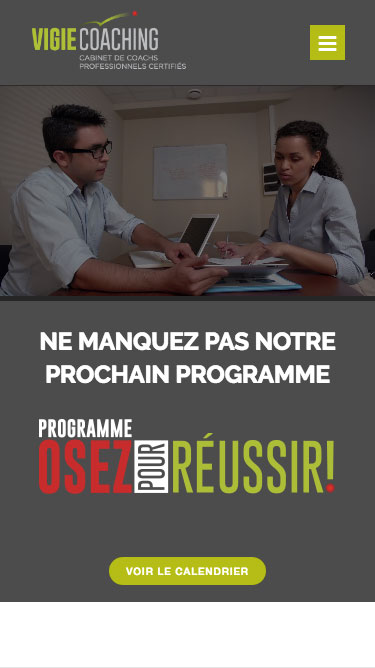 VIGIE COACHING
CABINET DE COACHS
PROFESSIONNELS CERTIFIÉS
NE MANQUEZ PAS NOTRE
PROCHAIN PROGRAMME
PROGRAMME
OSEZ POUR RÉUSSIR!
VOIR LE CALENDRIER